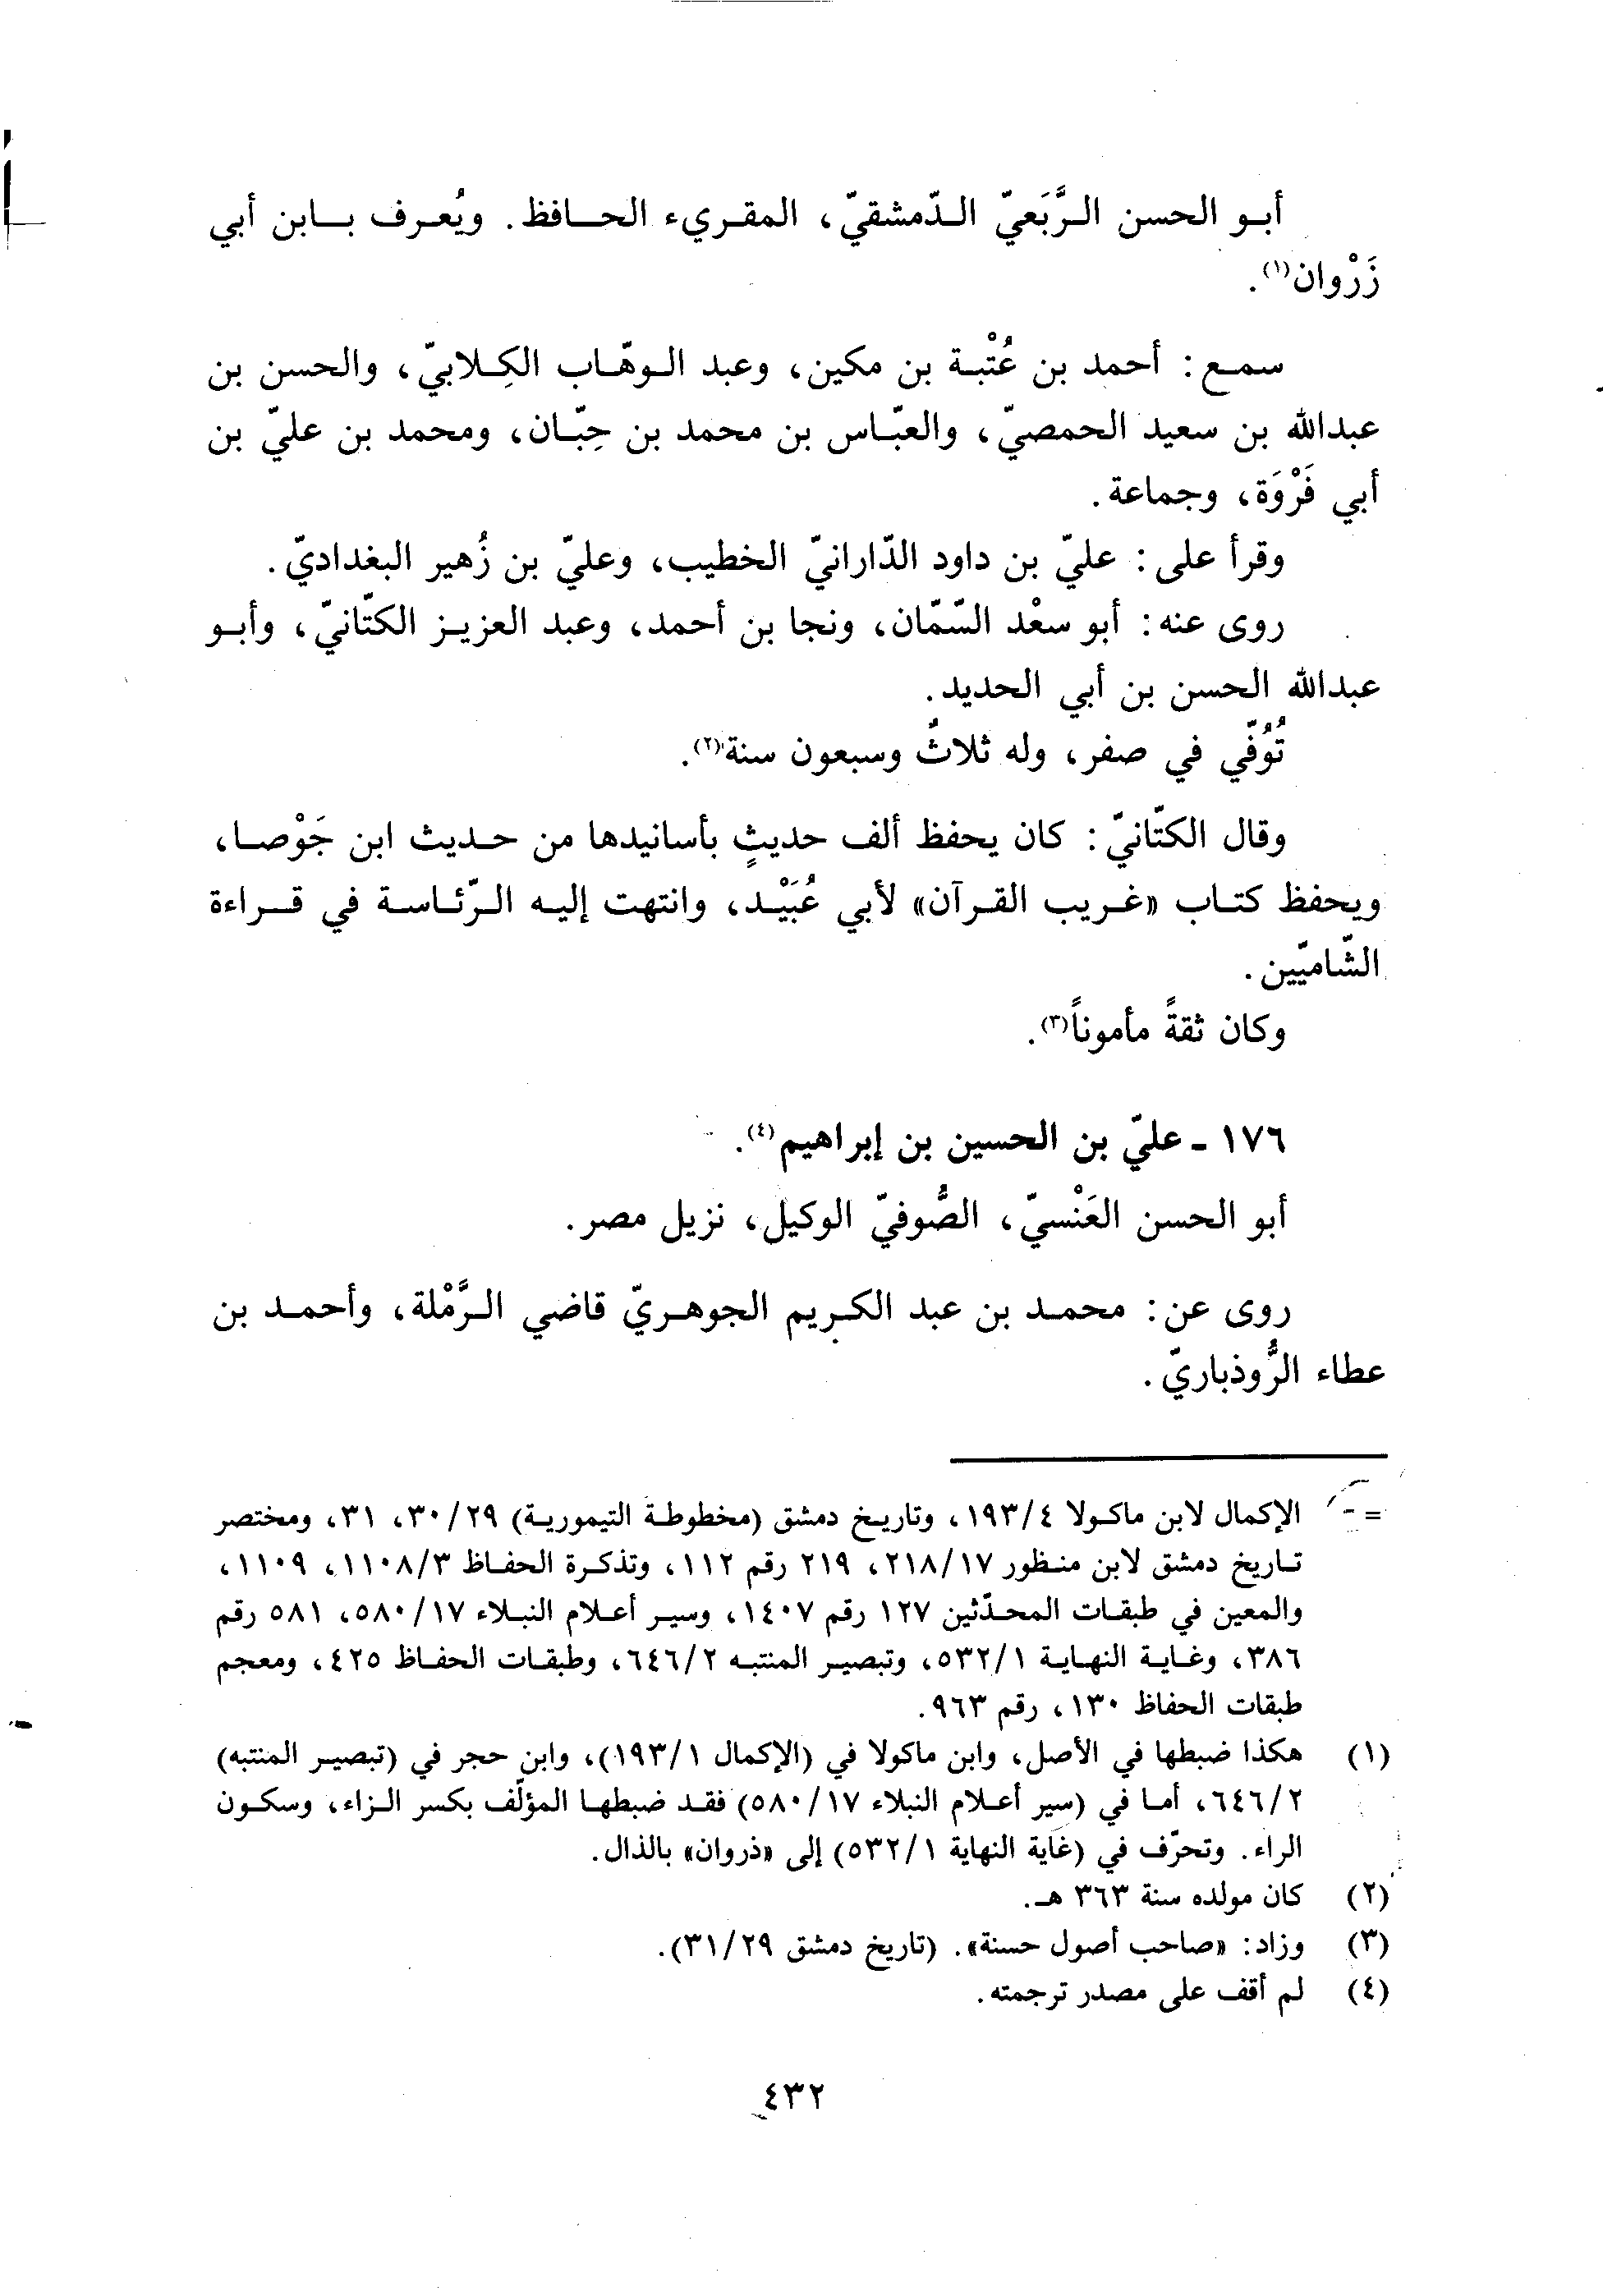 أبو الحسن الرَّبَعيّ الدّمشقيّ، المقريء الحافظ. ويُعرف بابن أبي
زَرْوان(١).
سمع: أحمد بن عُتْبة بن مكين، وعبد الوهّاب الكِلابيّ، والحسن بن
عبدالله بن سعيد الحمصيّ، والعبّاس بن محمد بن حِبّان، ومحمد بن عليّ بن
أبي فَرْوَة، وجماعة.
وقرأ على: عليّ بن داود الدّارانيّ الخطيب، وعليّ بن زُهير البغداديّ.
روى عنه: أبو سعْد السّمّان، ونجا بن أحمد، وعبد العزيز الكتّانيّ، وأبو
عبدالله الحسن بن أبي الحديد.
تُوُفّي في صفر، وله ثلاثٌ وسبعون سنة(٢).
وقال الكتّانيّ: كان يحفظ ألف حديثٍ بأسانيدها من حديث ابن جَوْصا،
ويحفظ كتاب «غريب القرآن» لأبي عُبَيْد، وانتهت إليه الرّئاسة في قراءة
الشّاميّين.
وكان ثقةً مأموناً(٣).
١٧٦ ـ عليّ بن الحسين بن إبراهيم(٤).
أبو الحسن العَنْسيّ، الصُّوفيّ الوكيل، نزيل مصر.
روى عن: محمد بن عبد الكريم الجوهريّ قاضي الرَّمْلة، وأحمد بن
عطاء الرُّوذباريّ.
= الإكمال لابن ماكولا ١٩٣/٤، وتاريخ دمشق (مخطوطة التيمورية) ٣٠/٢٩، ٣١، ومختصر
تاريخ دمشق لابن منظور ٢١٨/١٧، ٢١٩ رقم ١١٢، وتذكرة الحفاظ ١١٠٨/٣، ١١٠٩،
والمعين في طبقات المحدّثين ١٢٧ رقم ١٤٠٧، وسير أعلام النبلاء ٥٨٠/١٧، ٥٨١ رقم
٣٨٦، وغاية النهاية ٥٣٢/١، وتبصير المنتبه ٦٤٦/٢، وطبقات الحفاظ ٤٢٥، ومعجم
طبقات الحفاظ ١٣٠، رقم ٩٦٣.
(١) هكذا ضبطها في الأصل، وابن ماكولا في (الإكمال ١٩٣/١)، وابن حجر في (تبصير المنتبه)
٦٤٦/٢، أما في (سير أعلام النبلاء ٥٨٠/١٧) فقد ضبطها المؤلّف بكسر الزاء، وسكون
الراء. وتحرّف في (غاية النهاية ٥٣٢/١) إلى «ذروان» بالذال.
(٢) كان مولده سنة ٣٦٣ هـ.
(٣) وزاد: «صاحب أصول حسنة». (تاريخ دمشق ٣١/٢٩).
(٤) لم أقف على مصدر ترجمته.
٤٣٢